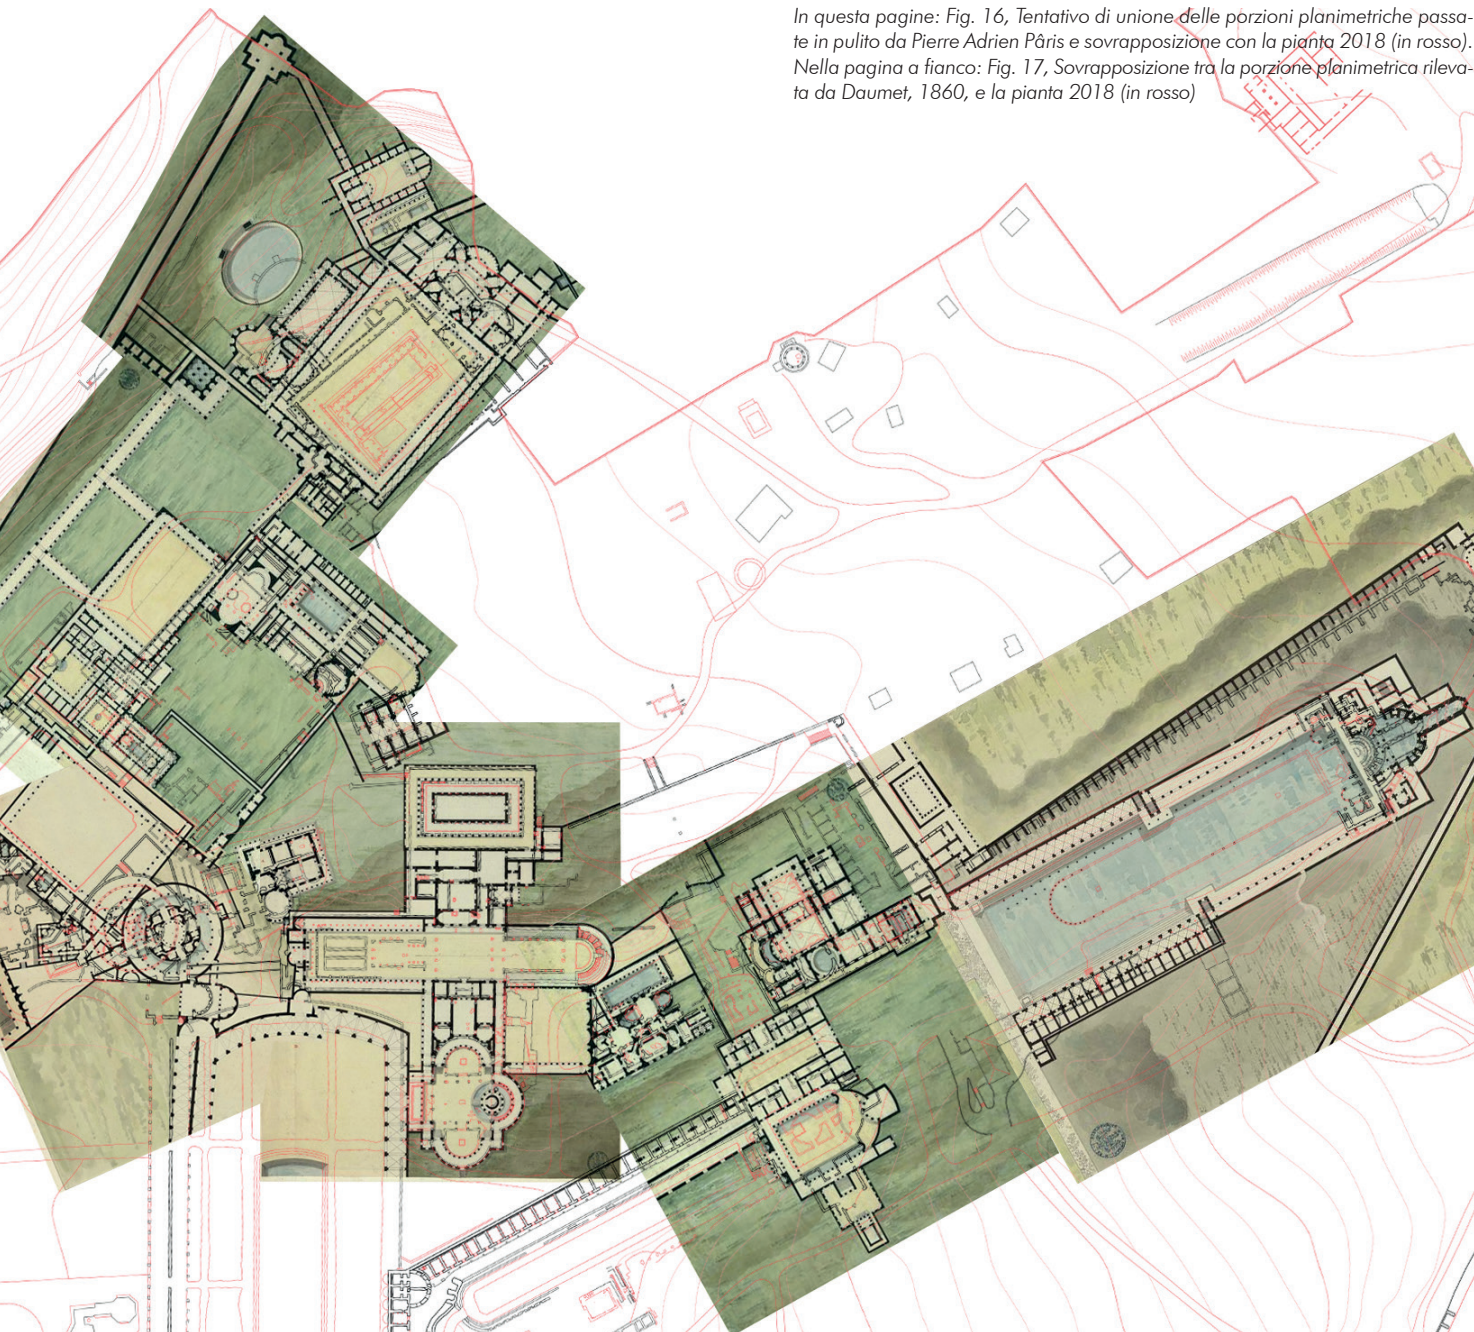 In questa pagine: Fig. 16, Tentativo di unione delle porzioni planimetriche passa-
te in pulito da Pierre Adrien Pâris e sovrapposizione con la pianta 2018 (in rosso).
Nella pagina a fianco: Fig. 17, Sovrapposizione tra la porzione planimetrica rileva-
ta da Daumet, 1860, e la pianta 2018 (in rosso)